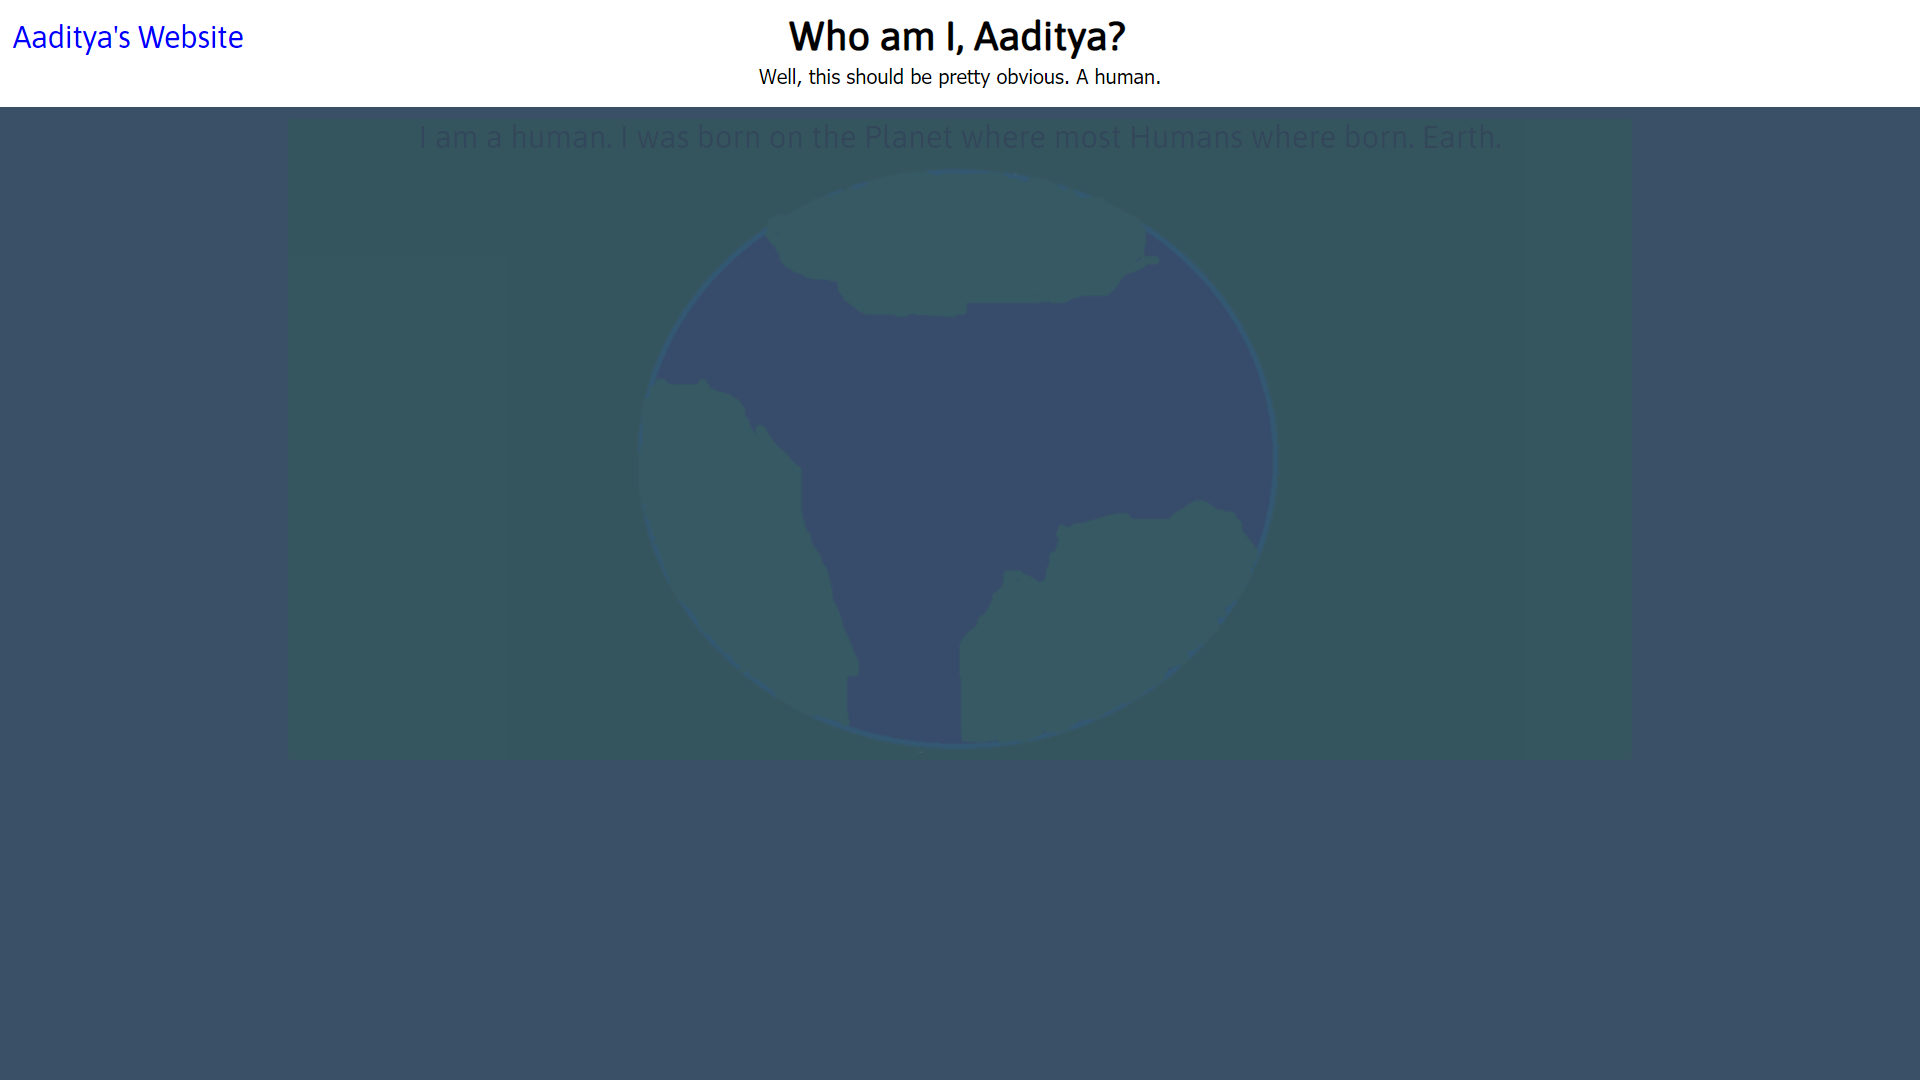 Aaditya's Website
Who am I, Aaditya?
Well, this should be pretty obvious. A human.
I am a human. I was born on the Planet where most Humans where born. Earth.